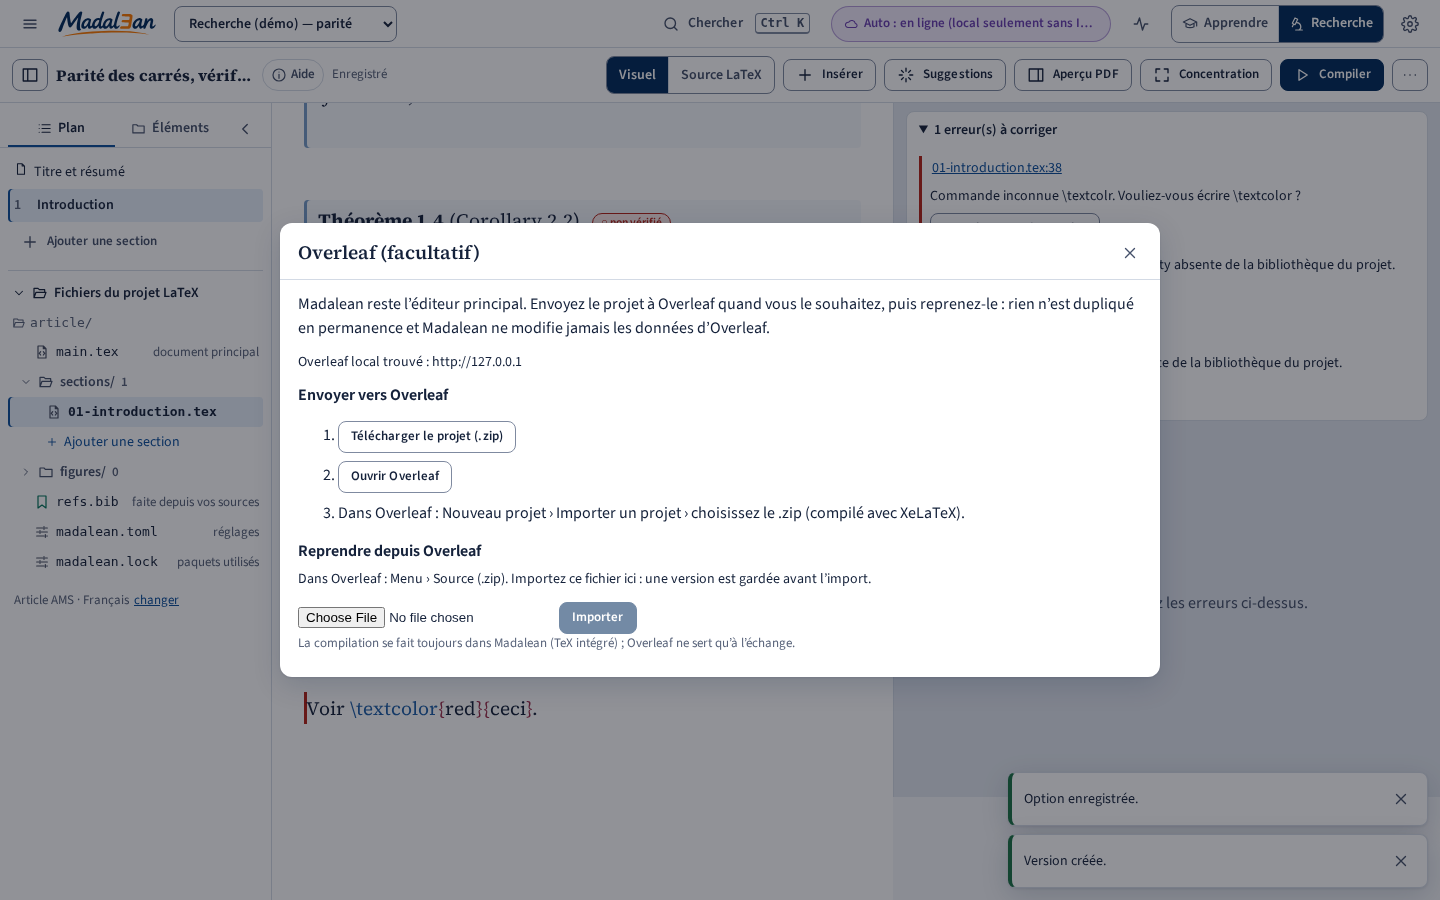 Madalean
Recherche (démo) — parité
Chercher
Ctrl K
Auto : en ligne (local seulement sans I…
Apprendre
Recherche
Parité des carrés, vérif…
Aide
Enregistré
Visuel
Source LaTeX
Insérer
Suggestions
Aperçu PDF
Concentration
Compiler
...
Plan
Éléments
Titre et résumé
1 Introduction
Ajouter une section
Fichiers du projet LaTeX
article/
main.tex document principal
sections/ 1
01-introduction.tex
Ajouter une section
figures/ 0
refs.bib faite depuis vos sources
madalean.toml réglages
madalean.lock paquets utilisés
Article AMS · Français changer
Théorème 1.4 (Corollary 2.2) non vérifié
Voir \textcolor{red}{ceci}.
1 erreur(s) à corriger
01-introduction.tex:38
Commande inconnue \textcolr. Vouliez-vous écrire \textcolor ?
ty absente de la bibliothèque du projet.
te de la bibliothèque du projet.
les erreurs ci-dessus.
Overleaf (facultatif)
Madalean reste l’éditeur principal. Envoyez le projet à Overleaf quand vous le souhaitez, puis reprenez-le : rien n’est dupliqué
en permanence et Madalean ne modifie jamais les données d’Overleaf.
Overleaf local trouvé : http://127.0.0.1
Envoyer vers Overleaf
1. Télécharger le projet (.zip)
2. Ouvrir Overleaf
3. Dans Overleaf : Nouveau projet › Importer un projet › choisissez le .zip (compilé avec XeLaTeX).
Reprendre depuis Overleaf
Dans Overleaf : Menu › Source (.zip). Importez ce fichier ici : une version est gardée avant l’import.
Choose File No file chosen
Importer
La compilation se fait toujours dans Madalean (TeX intégré) ; Overleaf ne sert qu’à l’échange.
Option enregistrée.
Version créée.